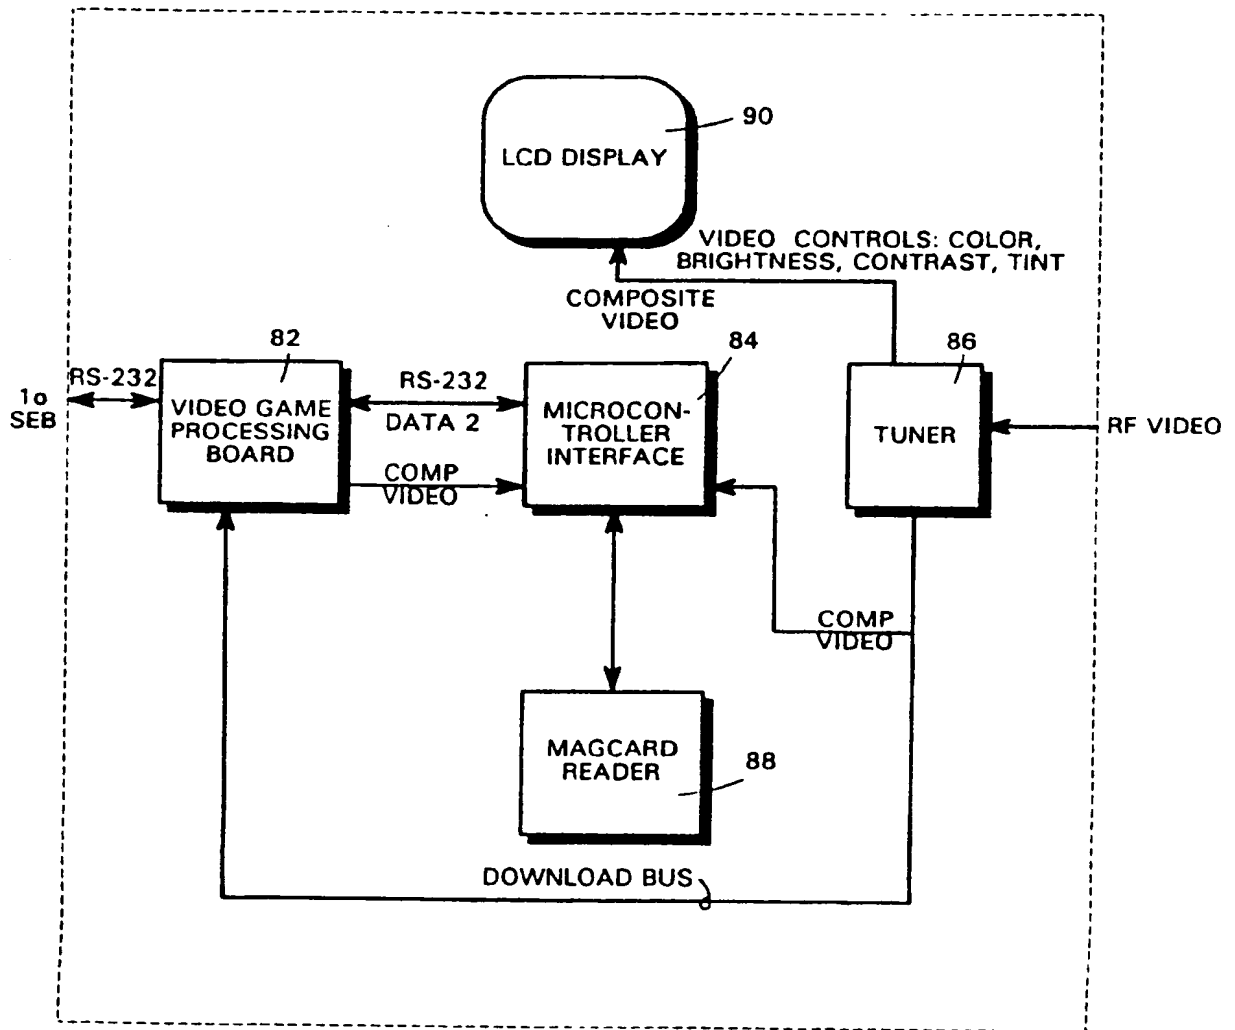 90
LCD DISPLAY
VIDEO CONTROLS: COLOR,
BRIGHTNESS, CONTRAST, TINT
COMPOSITE
VIDEO
82
84
86
RS-232
1o
SEB
VIDEO GAME
PROCESSING
BOARD
RS-232
DATA 2
COMP
VIDEO
MICROCON-
TROLLER
INTERFACE
TUNER
RF VIDEO
COMP
VIDEO
MAGCARD
READER
88
DOWNLOAD BUS